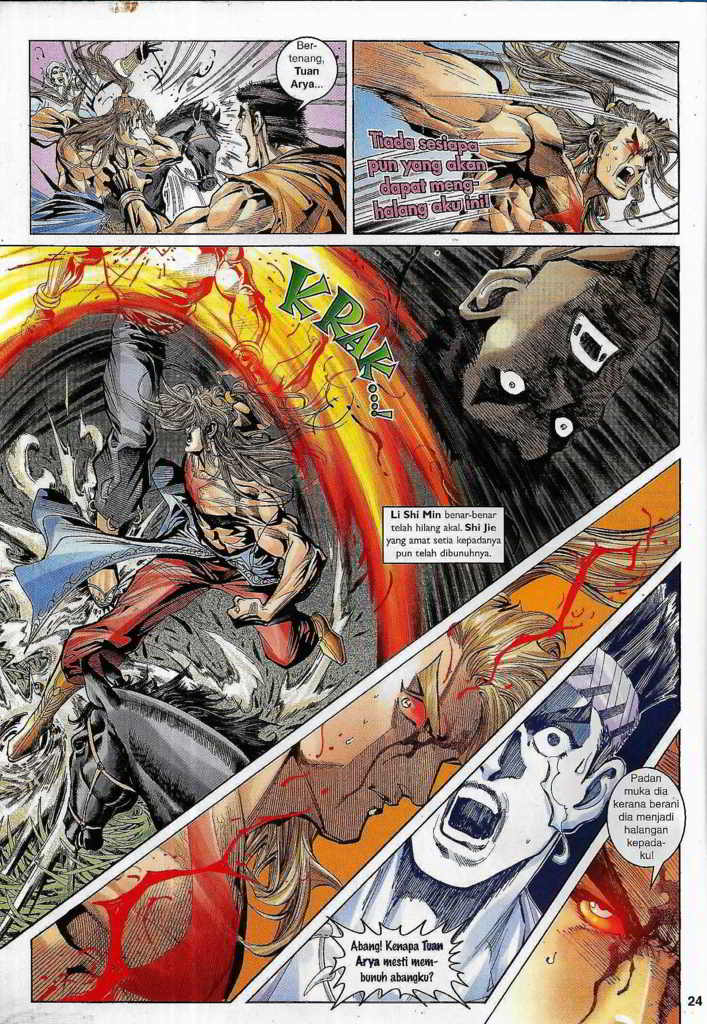 Ber-
tenang,
Tuan
Arya...
Tiada sesiapa
pun yang akan
dapat meng-
halang aku ini!
KRAK...!
Li Shi Min benar-benar
telah hilang akal. Shi Jie
yang amat setia kepadanya
pun telah dibunuhnya.
Padan
muka dia
kerana berani
dia menjadi
halangan
kepada-
ku!
Abang! Kenapa Tuan
Arya mesti mem-
bunuh abangku?
24